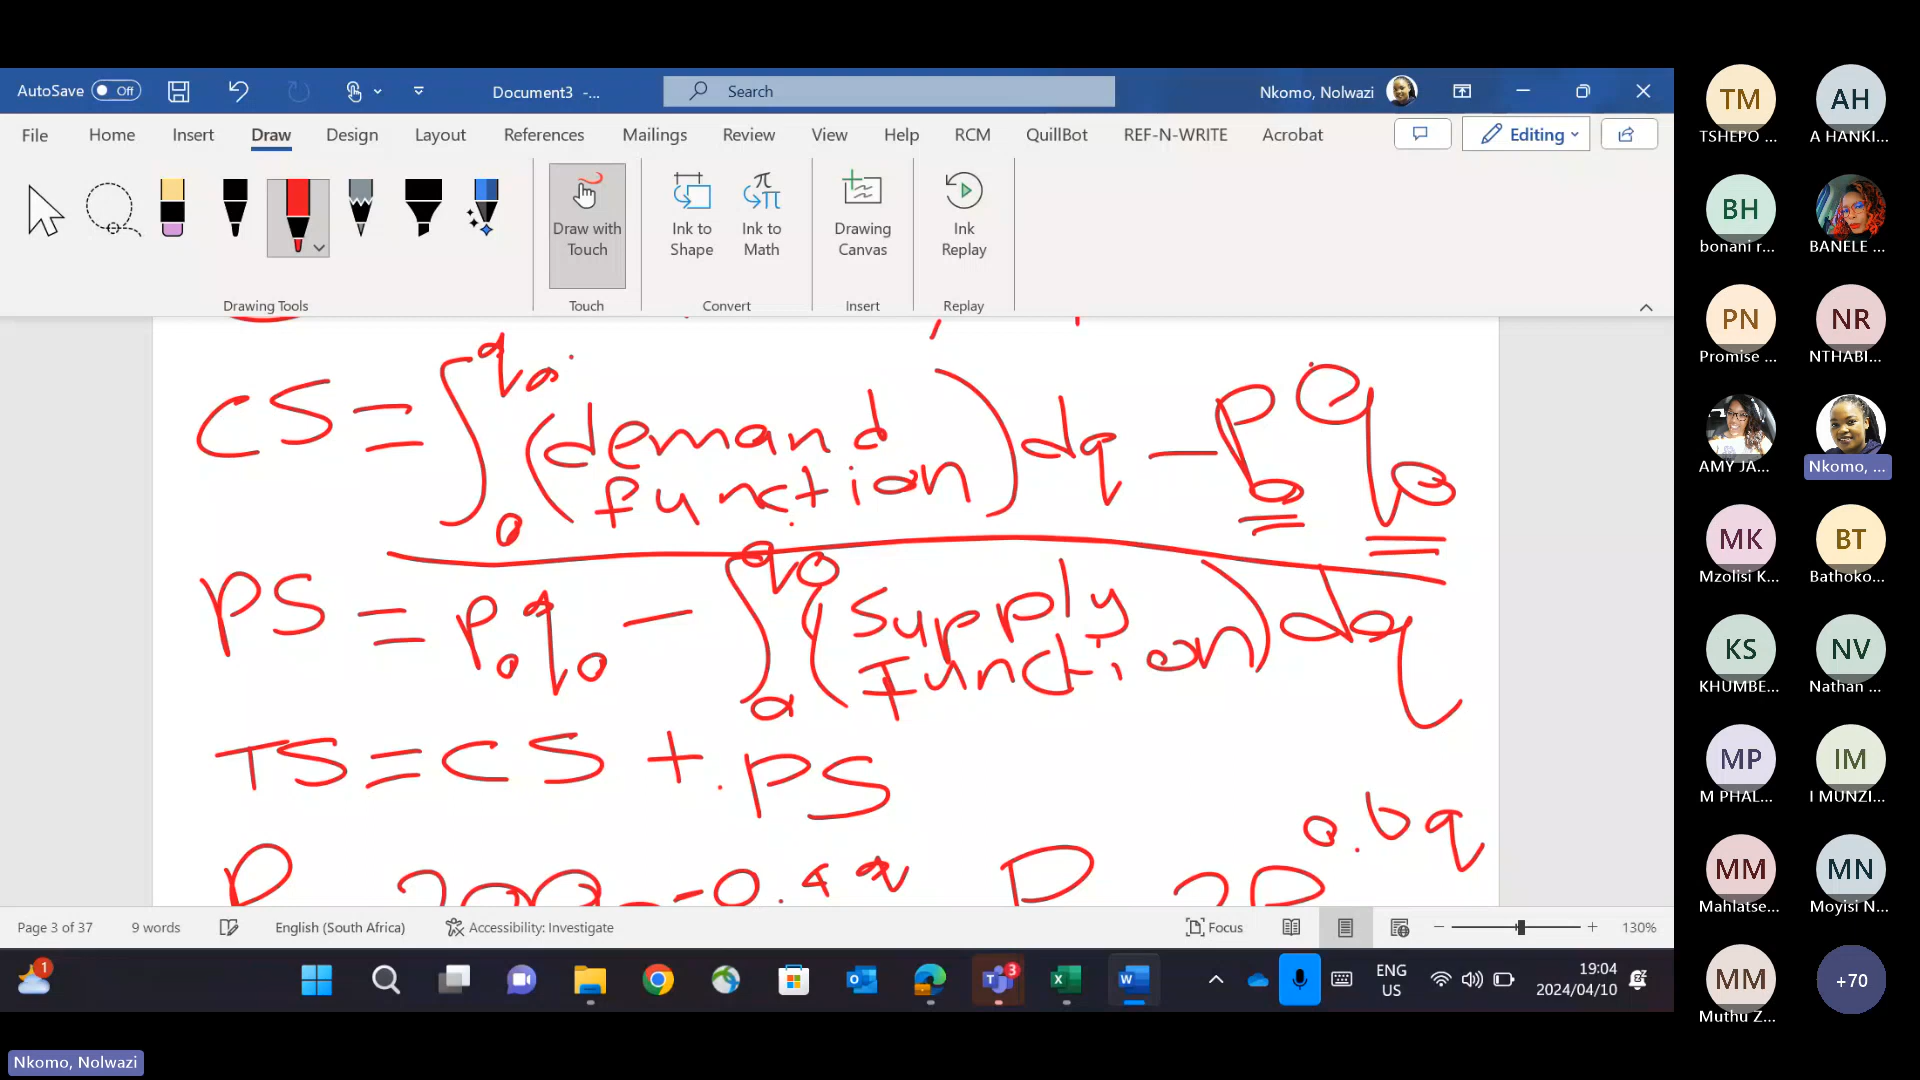 AutoSave Off Document3 -... Search Nkomo, Nolwazi
File Home Insert Draw Design Layout References Mailings Review View Help RCM QuillBot REF-N-WRITE Acrobat Editing
Draw with Touch
Ink to Shape
Ink to Math
Drawing Canvas
Ink Replay
Drawing Tools Touch Convert Insert Replay
CS = ∫₀^q₀ (demand function) dq - p₀q₀
PS = p₀q₀ - ∫₀^q₀ (supply function) dq
TS = CS + PS
Page 3 of 37 9 words English (South Africa) Accessibility: Investigate Focus 130%
1 3 ENG US 19:04 2024/04/10
Nkomo, Nolwazi
TM AH
TSHEPO ... A HANKI...
BH
bonani r... BANELE ...
PN NR
Promise ... NTHABI...
AMY JA... Nkomo, ...
MK BT
Mzolisi K... Bathoko...
KS NV
KHUMBE... Nathan ...
MP IM
M PHAL... I MUNZI...
MM MN
Mahlatse... Moyisi N...
MM +70
Muthu Z...